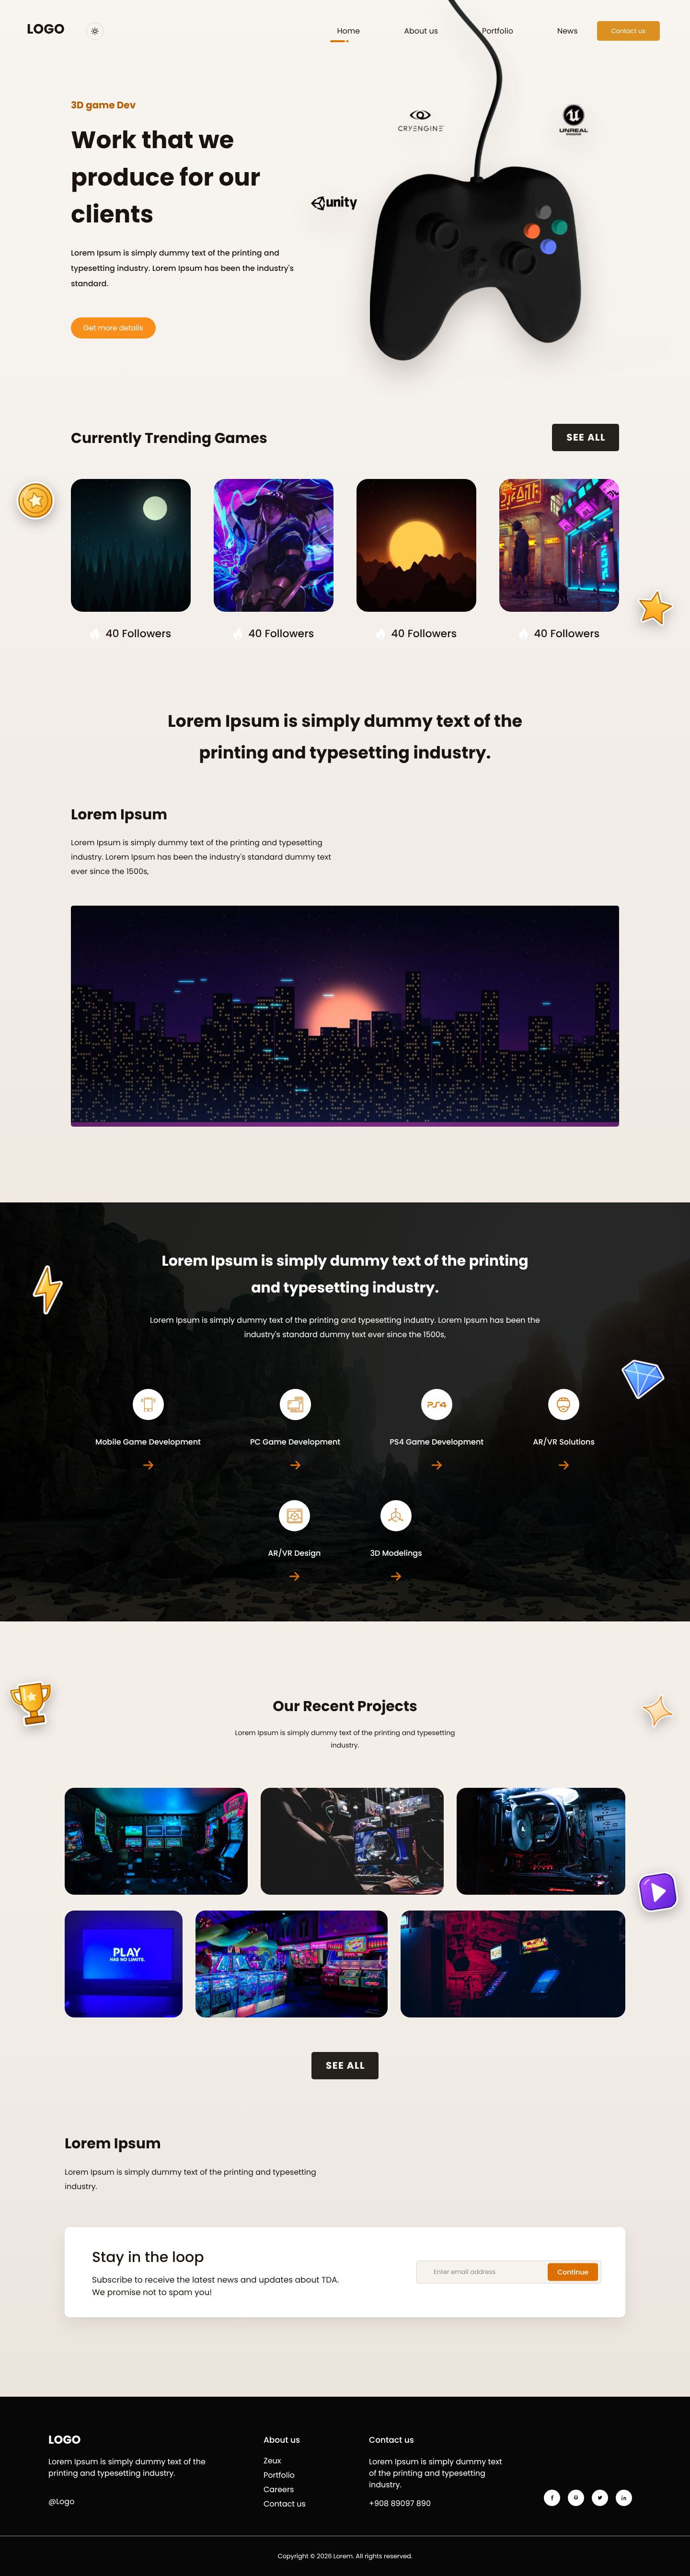 LOGO
Home
About us
Portfolio
News
Contact us
3D game Dev
Work that we
produce for our
clients
CRYENGINE
UNREAL
unity
Lorem Ipsum is simply dummy text of the printing and
typesetting industry. Lorem Ipsum has been the industry's
standard.
Get more details
Currently Trending Games
SEE ALL
40 Followers
40 Followers
40 Followers
40 Followers
Lorem Ipsum is simply dummy text of the
printing and typesetting industry.
Lorem Ipsum
Lorem Ipsum is simply dummy text of the printing and typesetting
industry. Lorem Ipsum has been the industry's standard dummy text
ever since the 1500s,
Lorem Ipsum is simply dummy text of the printing
and typesetting industry.
Lorem Ipsum is simply dummy text of the printing and typesetting industry. Lorem Ipsum has been the
industry's standard dummy text ever since the 1500s,
PS4
Mobile Game Development
PC Game Development
PS4 Game Development
AR/VR Solutions
AR/VR Design
3D Modelings
Our Recent Projects
Lorem Ipsum is simply dummy text of the printing and typesetting
industry.
PLAY
HAS NO LIMITS.
SEE ALL
Lorem Ipsum
Lorem Ipsum is simply dummy text of the printing and typesetting
industry.
Stay in the loop
Subscribe to receive the latest news and updates about TDA.
We promise not to spam you!
Enter email address
Continue
LOGO
Lorem Ipsum is simply dummy text of the
printing and typesetting industry.
@Logo
About us
Zeux
Portfolio
Careers
Contact us
Contact us
Lorem Ipsum is simply dummy text
of the printing and typesetting
industry.
+908 89097 890
Copyright © 2026 Lorem. All rights reserved.